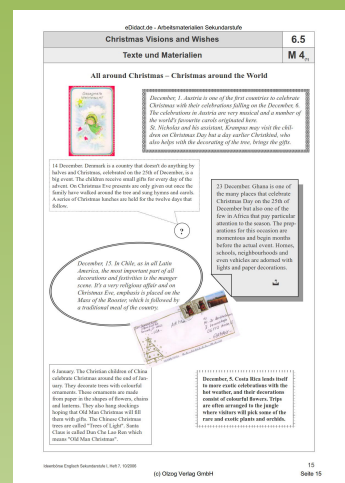 eDidact.de - Arbeitsmaterialien Sekundarstufe
Christmas Visions and Wishes
6.5
Texte und Materialien
M 4
All around Christmas – Christmas around the World
December, 1. Austria is one of the first countries to celebrate
Christmas with their celebrations falling on the December, 6.
The celebrations in Austria are very musical and a number of
the world's favourite carols originated here.
St. Nicholas and his assistant, Krampus may visit the chil-
dren on Christmas Day but a day earlier Christkind, who
also helps with the decorating of the tree, brings the gifts.
14 December. Denmark is a country that doesn't do anything by
halves and Christmas, celebrated on the 25th of December, is a
big event. The children receive small gifts for every day of the
advent. On Christmas Eve presents are only given out once the
family have walked around the tree and sung hymns and carols.
A series of Christmas lunches are held for the twelve days that
follow.
?
23 December. Ghana is one of
the many places that celebrate
Christmas Day on the 25th of
December but also one of the
few in Africa that pay particular
attention to the season. The prep-
arations for this occasion are
momentous and begin months
before the actual event. Homes,
schools, neighbourhoods and
even vehicles are adorned with
lights and paper decorations.
December, 15. In Chile, as in all Latin
America, the most important part of all
decorations and festivities is the manger
scene. It's a very religious affair and on
Christmas Eve, emphasis is placed on the
Mass of the Rooster, which is followed by
a traditional meal of the country.
6 January. The Christian children of China
celebrate Christmas around the end of Jan-
uary. They decorate trees with colourful
ornaments. These ornaments are made
from paper in the shapes of flowers, chains
and lanterns. They also hang stockings
hoping that Old Man Christmas will fill
them with gifts. The Chinese Christmas
trees are called "Trees of Light". Santa
Claus is called Dun Che Lao Ren which
means "Old Man Christmas".
December, 5. Costa Rica lends itself
to more exotic celebrations with the
hot weather, and their decorations
consist of colourful flowers. Trips
are often arranged to the jungle
where visitors will pick some of the
rare and exotic plants and orchids.
Ideenbörse Englisch Sekundarstufe I, Heft 7, 10/2006
15
(c) Olzog Verlag GmbH
Seite 15